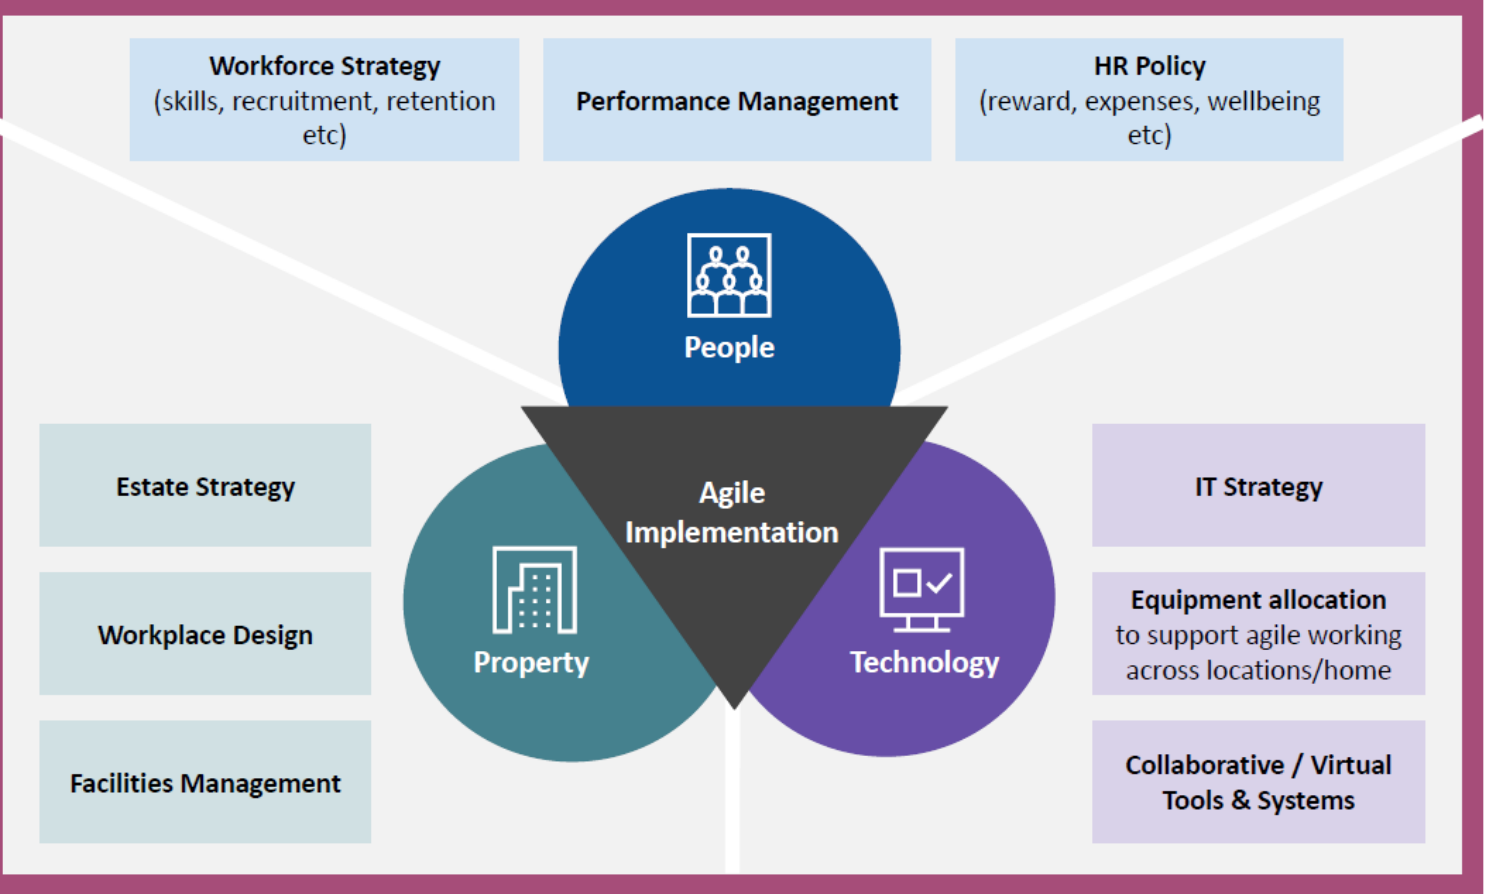 Workforce Strategy
(skills, recruitment, retention
etc)
Performance Management
HR Policy
(reward, expenses, wellbeing
etc)
People
Estate Strategy
Workplace Design
Facilities Management
Agile
Implementation
Property
Technology
IT Strategy
Equipment allocation
to support agile working
across locations/home
Collaborative / Virtual
Tools & Systems